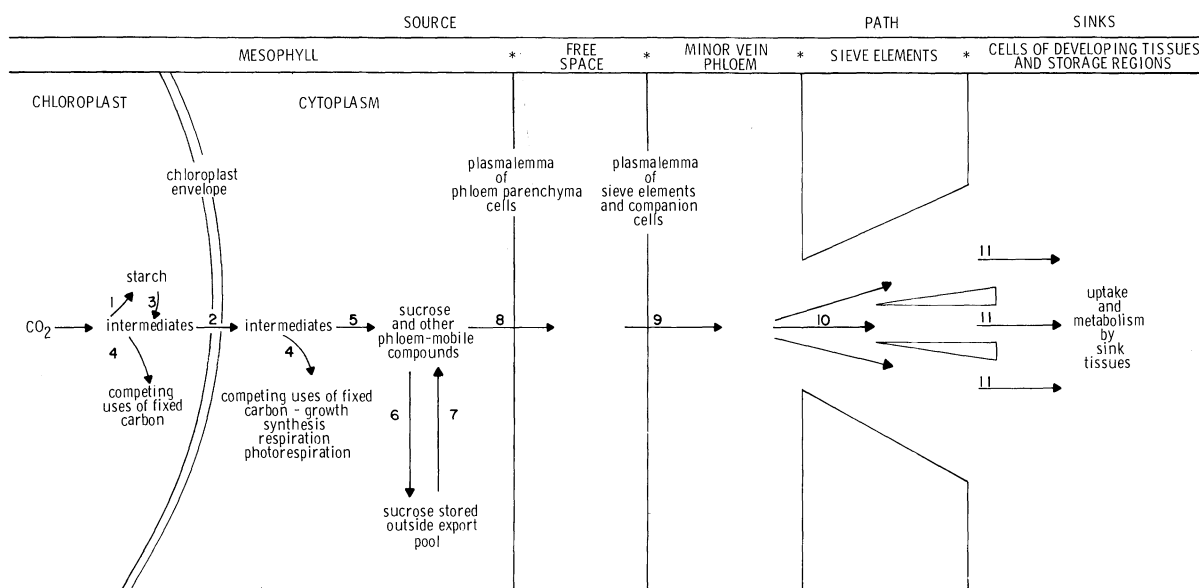 SOURCE PATH SINKS
MESOPHYLL * FREE SPACE * MINOR VEIN PHLOEM * SIEVE ELEMENTS * CELLS OF DEVELOPING TISSUES AND STORAGE REGIONS
CHLOROPLAST
CYTOPLASM
chloroplast
envelope
plasmalemma
of
phloem parenchyma
cells
plasmalemma
of
sieve elements
and companion
cells
starch
1
3
CO2
intermediates
2
4
competing
uses of fixed
carbon
intermediates
5
4
competing uses of fixed
carbon - growth
synthesis
respiration
photorespiration
sucrose
and other
phloem-mobile
compounds
6
7
sucrose stored
outside export
pool
8
9
10
11
11
11
uptake
and
metabolism
by
sink
tissues